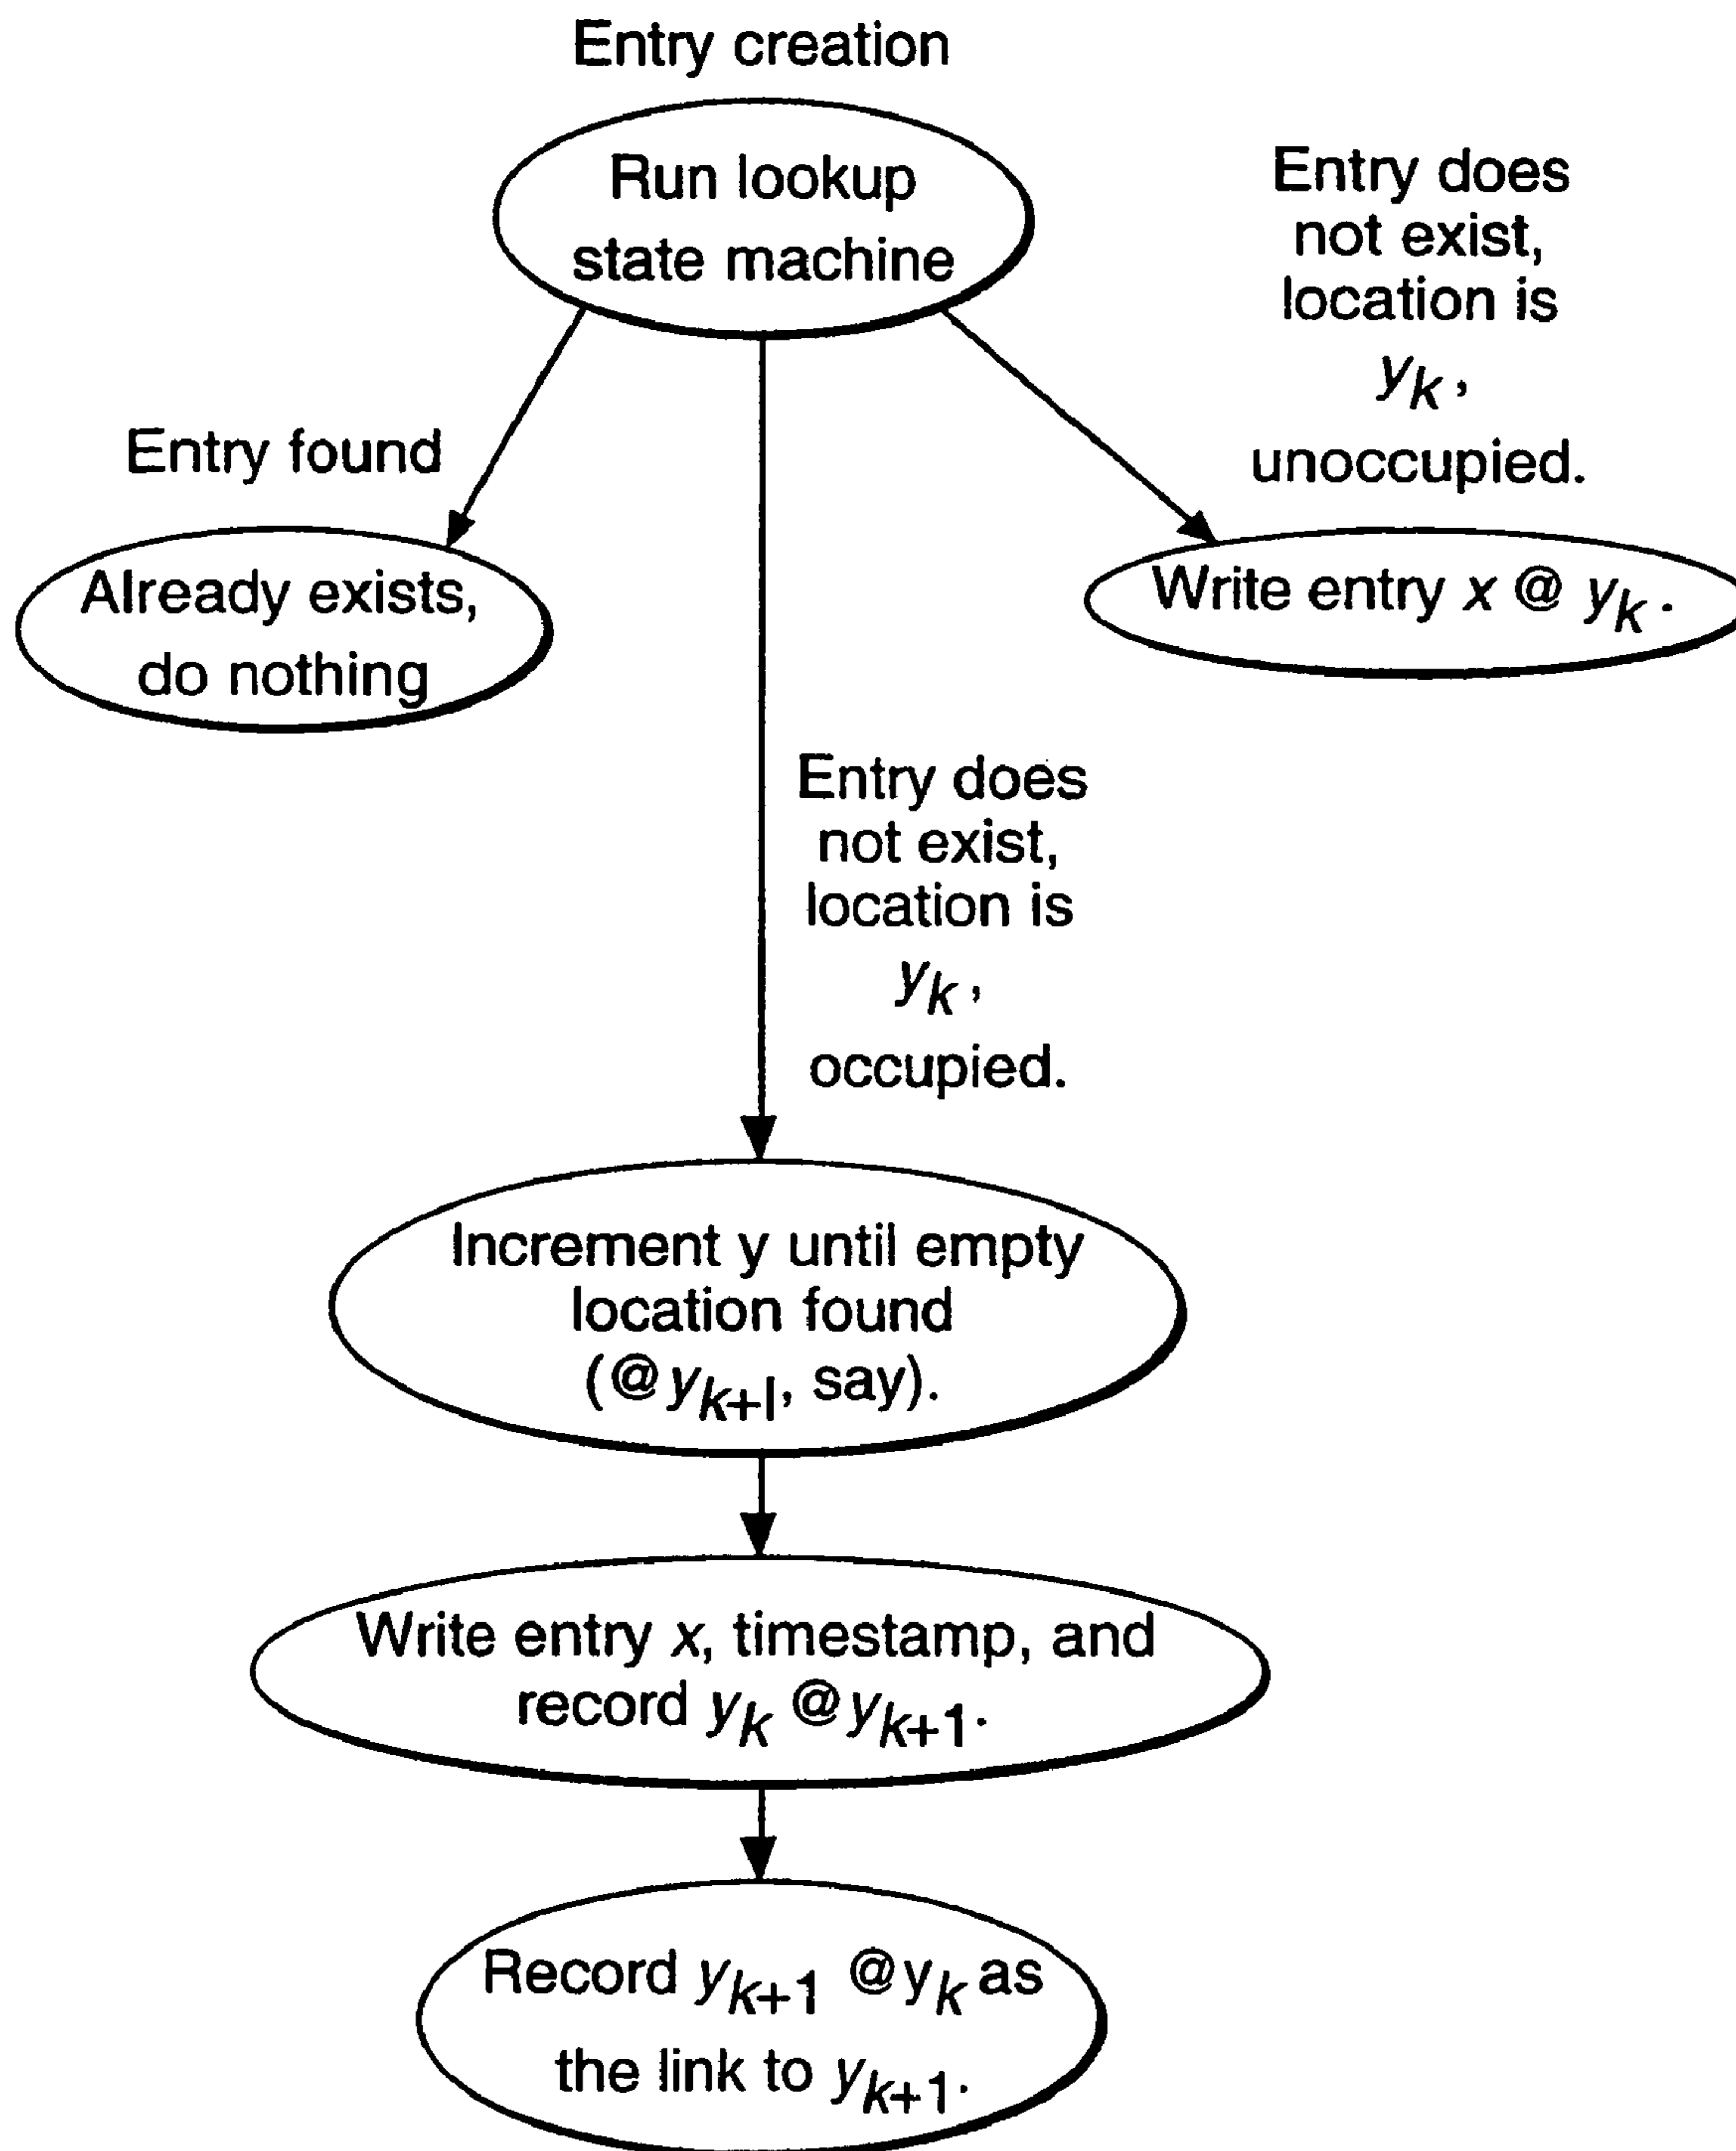 Entry creation
Run lookup
state machine
Entry does
not exist,
location is
yk,
unoccupied.
Entry found
Already exists,
do nothing
Write entry x @ yk.
Entry does
not exist,
location is
yk,
occupied.
Increment y until empty
location found
(@yk+l, say).
Write entry x, timestamp, and
record yk @yk+1.
Record yk+1 @yk as
the link to yk+1.